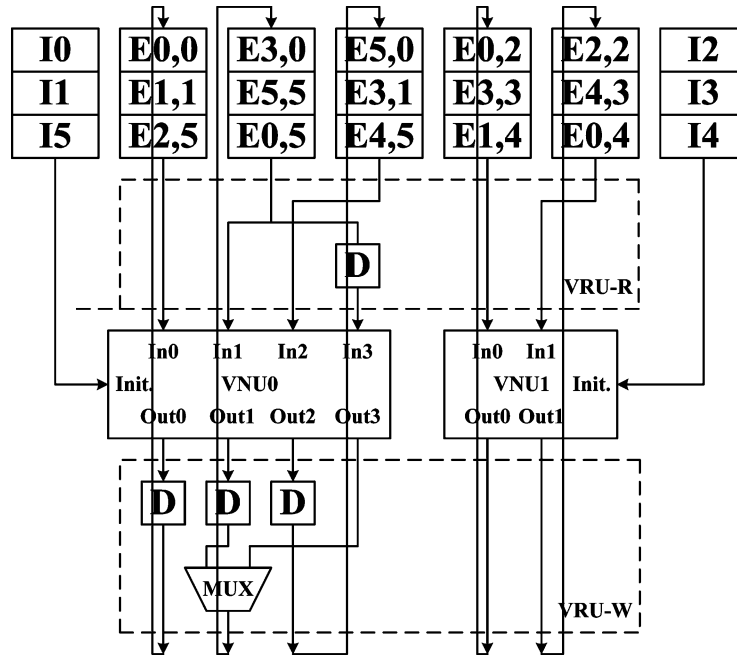 I0 E0,0 E3,0 E5,0 E0,2 E2,2 I2
I1 E1,1 E5,5 E3,1 E3,3 E4,3 I3
I5 E2,5 E0,5 E4,5 E1,4 E0,4 I4
D
VRU-R
In0 In1 In2 In3 In0 In1
Init. VNU0 VNU1 Init.
Out0 Out1 Out2 Out3 Out0 Out1
D D D
MUX
VRU-W